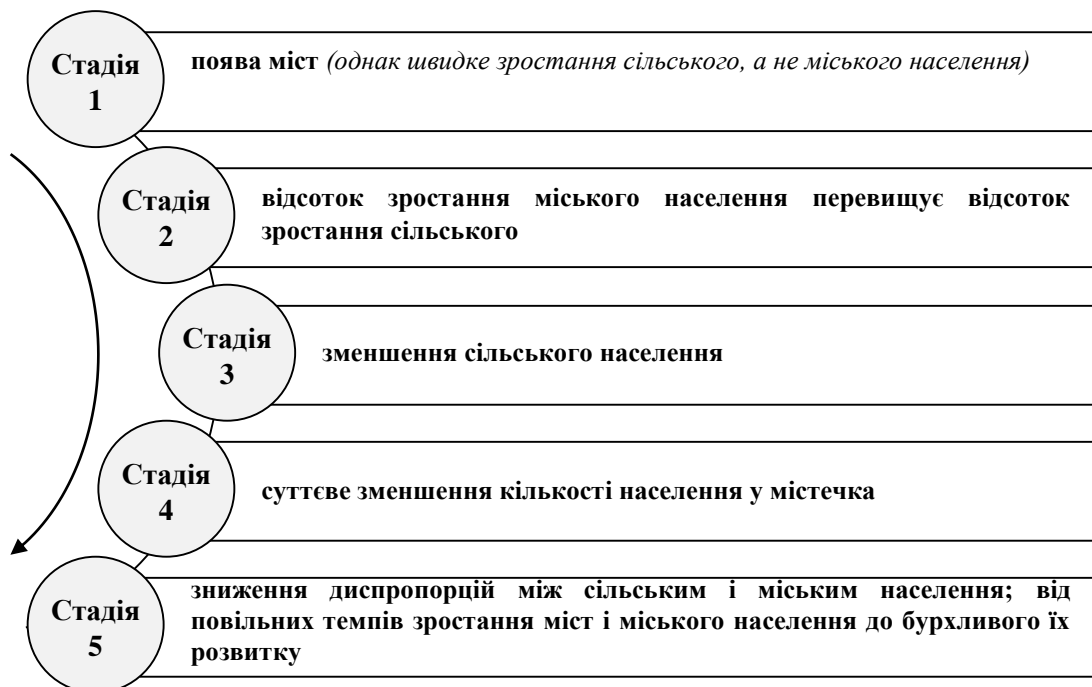 Стадія
1
поява міст (однак швидке зростання сільського, а не міського населення)
Стадія
2
відсоток зростання міського населення перевищує відсоток
зростання сільського
Стадія
3
зменшення сільського населення
Стадія
4
суттєве зменшення кількості населення у містечка
Стадія
5
зниження диспропорцій між сільським і міським населення; від
повільних темпів зростання міст і міського населення до бурхливого їх
розвитку